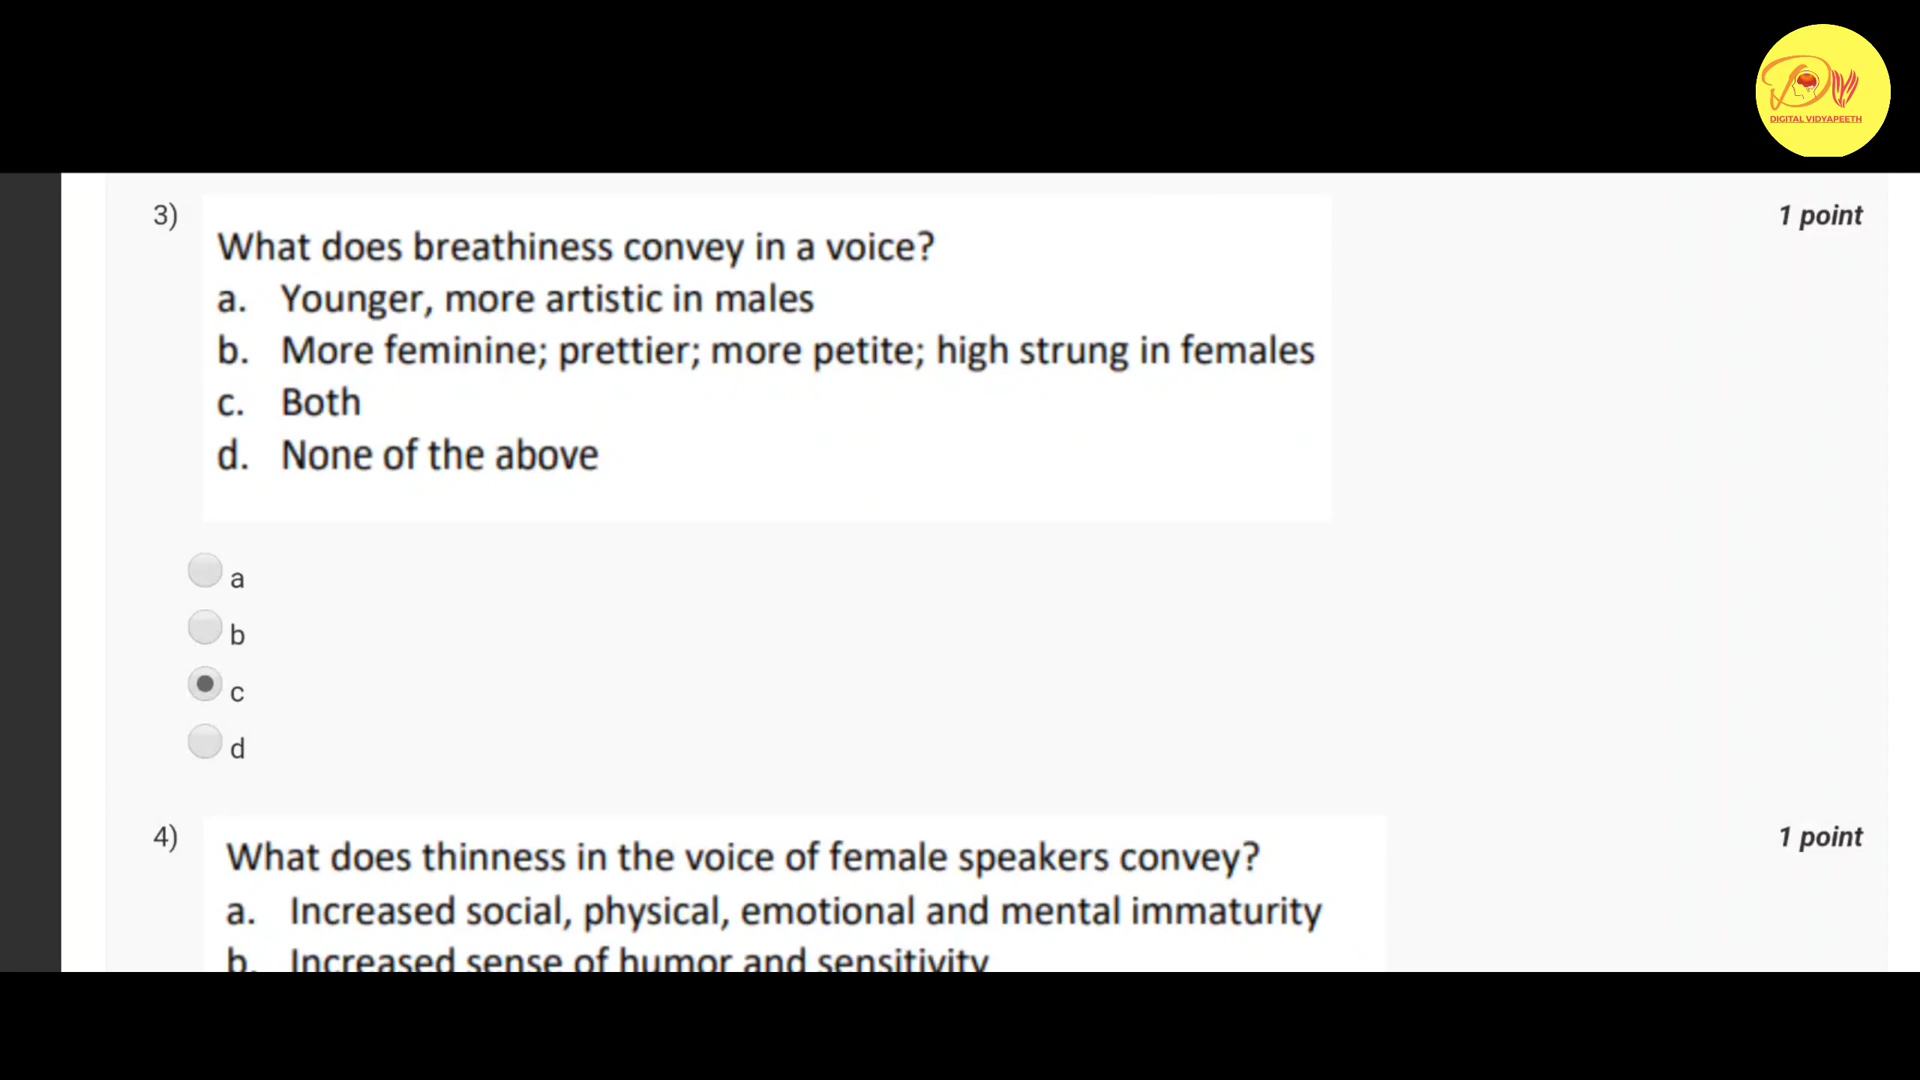 DV
DIGITAL VIDYAPEETH
3)
1 point
What does breathiness convey in a voice?
a. Younger, more artistic in males
b. More feminine; prettier; more petite; high strung in females
c. Both
d. None of the above
a
b
c
d
4)
1 point
What does thinness in the voice of female speakers convey?
a. Increased social, physical, emotional and mental immaturity
b. Increased sense of humor and sensitivity